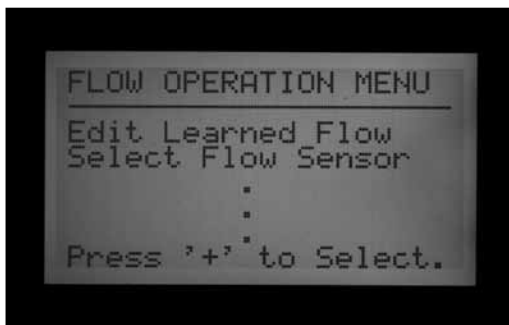 FLOW OPERATION MENU
Edit Learned Flow
Select Flow Sensor
.
.
.
Press '+' to Select.